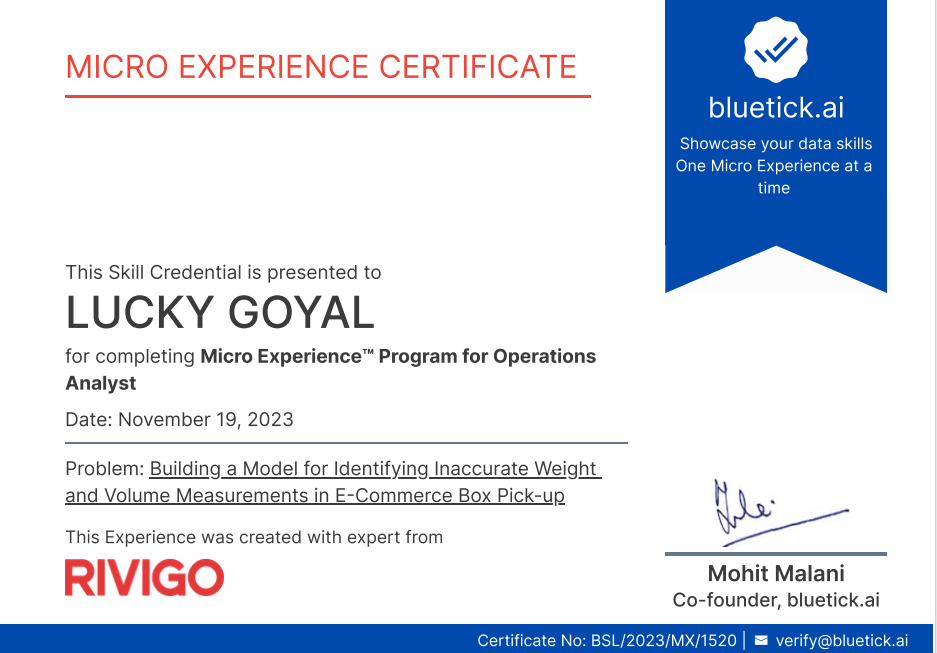 MICRO EXPERIENCE CERTIFICATE
bluetick.ai
Showcase your data skills
One Micro Experience at a
time
This Skill Credential is presented to
LUCKY GOYAL
for completing Micro Experience™ Program for Operations
Analyst
Date: November 19, 2023
Problem: Building a Model for Identifying Inaccurate Weight
and Volume Measurements in E-Commerce Box Pick-up
This Experience was created with expert from
RIVIGO
Mohit Malani
Co-founder, bluetick.ai
Certificate No: BSL/2023/MX/1520 | verify@bluetick.ai